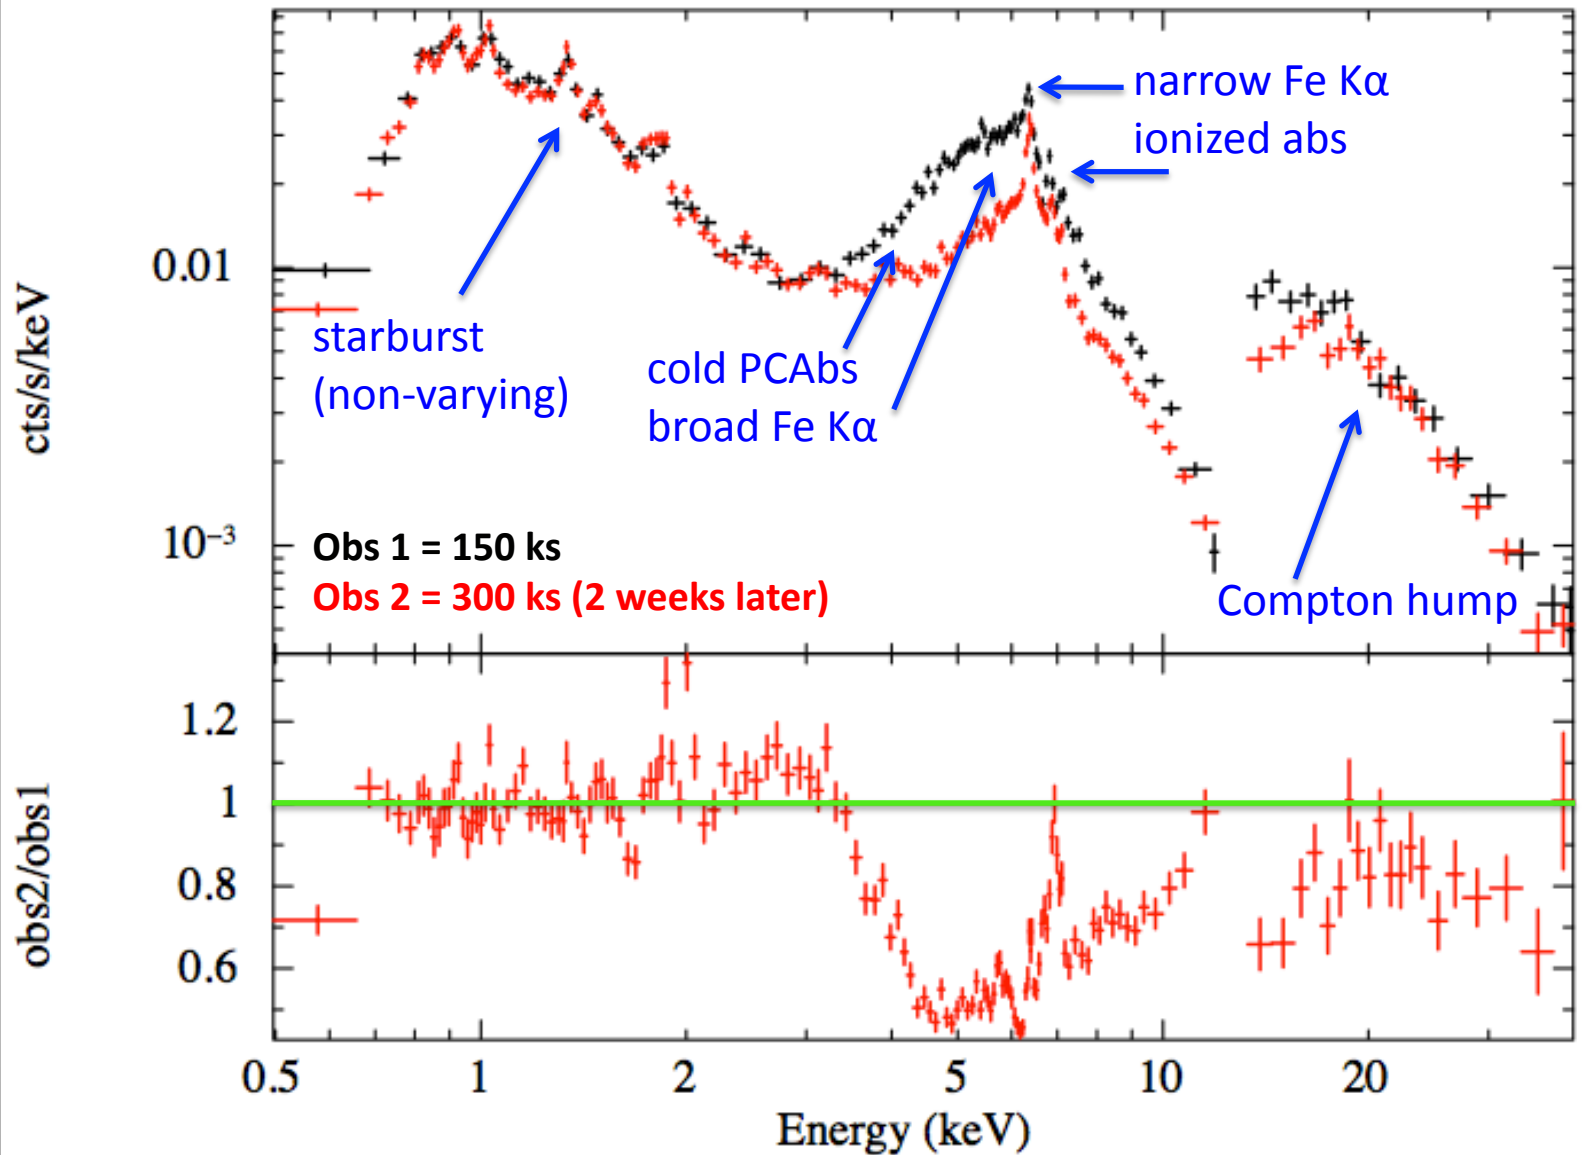 cts/s/keV
0.01
10⁻³
narrow Fe Kα
ionized abs
starburst
(non-varying)
cold PCAbs
broad Fe Kα
Obs 1 = 150 ks
Obs 2 = 300 ks (2 weeks later)
Compton hump
obs2/obs1
1.2
1
0.8
0.6
0.5 1 2 5 10 20
Energy (keV)